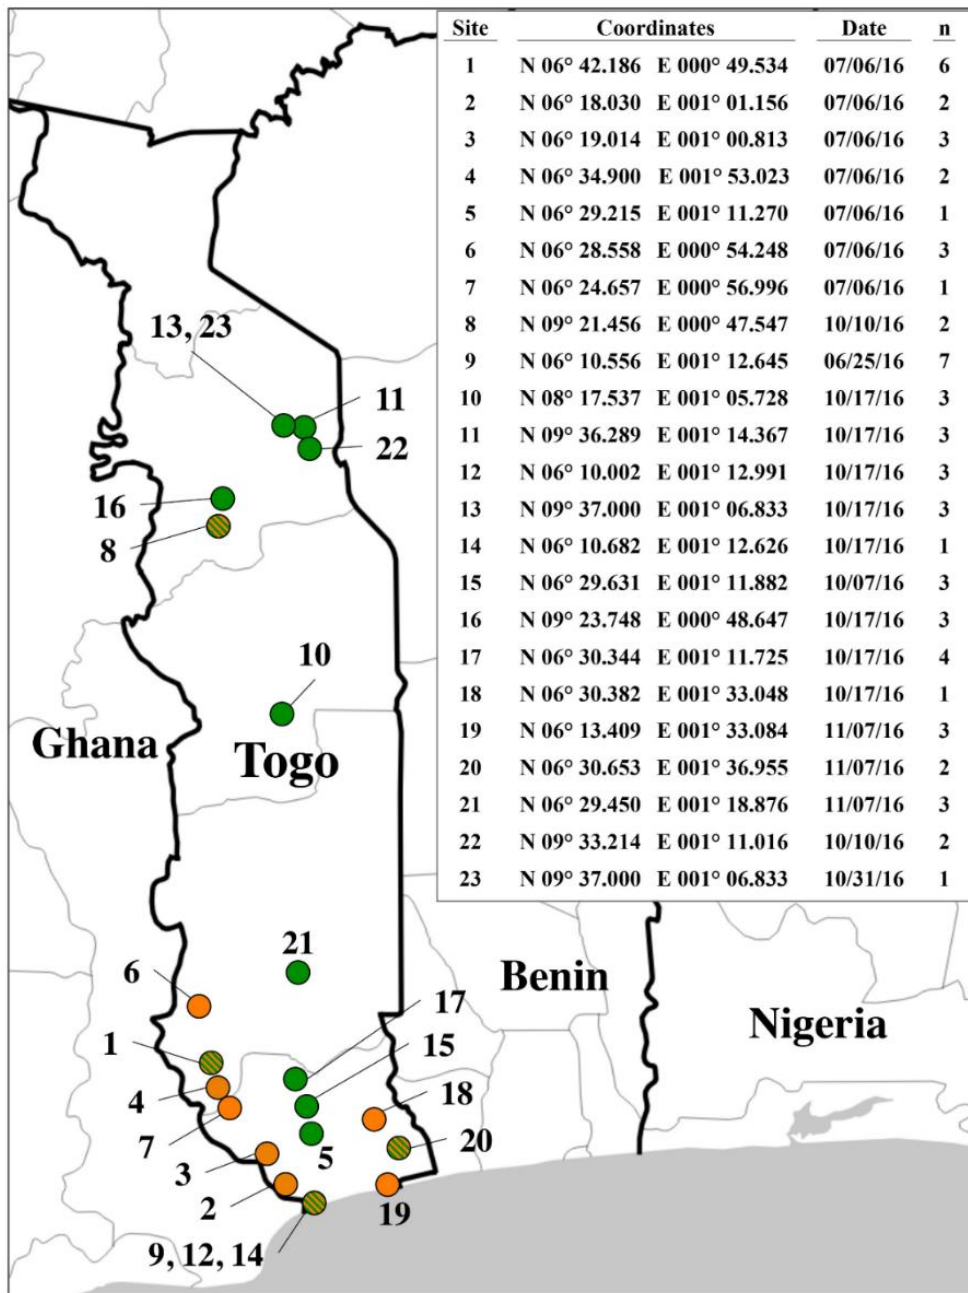 Site Coordinates Date n
1 N 06° 42.186 E 000° 49.534 07/06/16 6
2 N 06° 18.030 E 001° 01.156 07/06/16 2
3 N 06° 19.014 E 001° 00.813 07/06/16 3
4 N 06° 34.900 E 001° 53.023 07/06/16 2
5 N 06° 29.215 E 001° 11.270 07/06/16 1
6 N 06° 28.558 E 000° 54.248 07/06/16 3
7 N 06° 24.657 E 000° 56.996 07/06/16 1
8 N 09° 21.456 E 000° 47.547 10/10/16 2
9 N 06° 10.556 E 001° 12.645 06/25/16 7
10 N 08° 17.537 E 001° 05.728 10/17/16 3
11 N 09° 36.289 E 001° 14.367 10/17/16 3
12 N 06° 10.002 E 001° 12.991 10/17/16 3
13 N 09° 37.000 E 001° 06.833 10/17/16 3
14 N 06° 10.682 E 001° 12.626 10/17/16 1
15 N 06° 29.631 E 001° 11.882 10/07/16 3
16 N 09° 23.748 E 000° 48.647 10/17/16 3
17 N 06° 30.344 E 001° 11.725 10/17/16 4
18 N 06° 30.382 E 001° 33.048 10/17/16 1
19 N 06° 13.409 E 001° 33.084 11/07/16 3
20 N 06° 30.653 E 001° 36.955 11/07/16 2
21 N 06° 29.450 E 001° 18.876 11/07/16 3
22 N 09° 33.214 E 001° 11.016 10/10/16 2
23 N 09° 37.000 E 001° 06.833 10/31/16 1
13, 23
11
22
16
8
10
Ghana
Togo
21
6
Benin
17
Nigeria
1
15
4
18
7
20
3
5
2
19
9, 12, 14